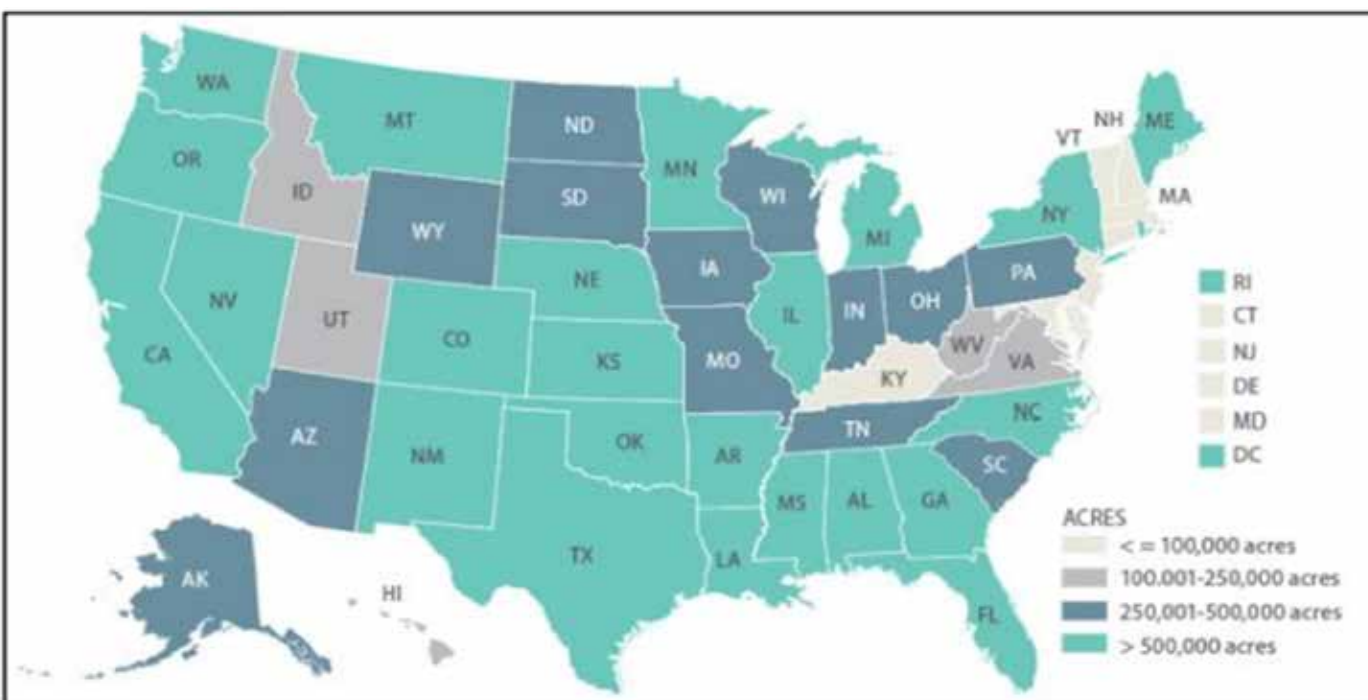 WA
MT
ND
MN
VT
NH
ME
OR
ID
SD
WI
MA
WY
MI
NY
NV
NE
IA
PA
RI
UT
CO
IL
IN
OH
CT
CA
KS
MO
WV
VA
NJ
KY
DE
AZ
NM
OK
AR
TN
NC
MD
SC
DC
MS
AL
GA
TX
LA
AK
HI
FL
ACRES
< = 100,000 acres
100.001-250,000 acres
250,001-500,000 acres
> 500,000 acres